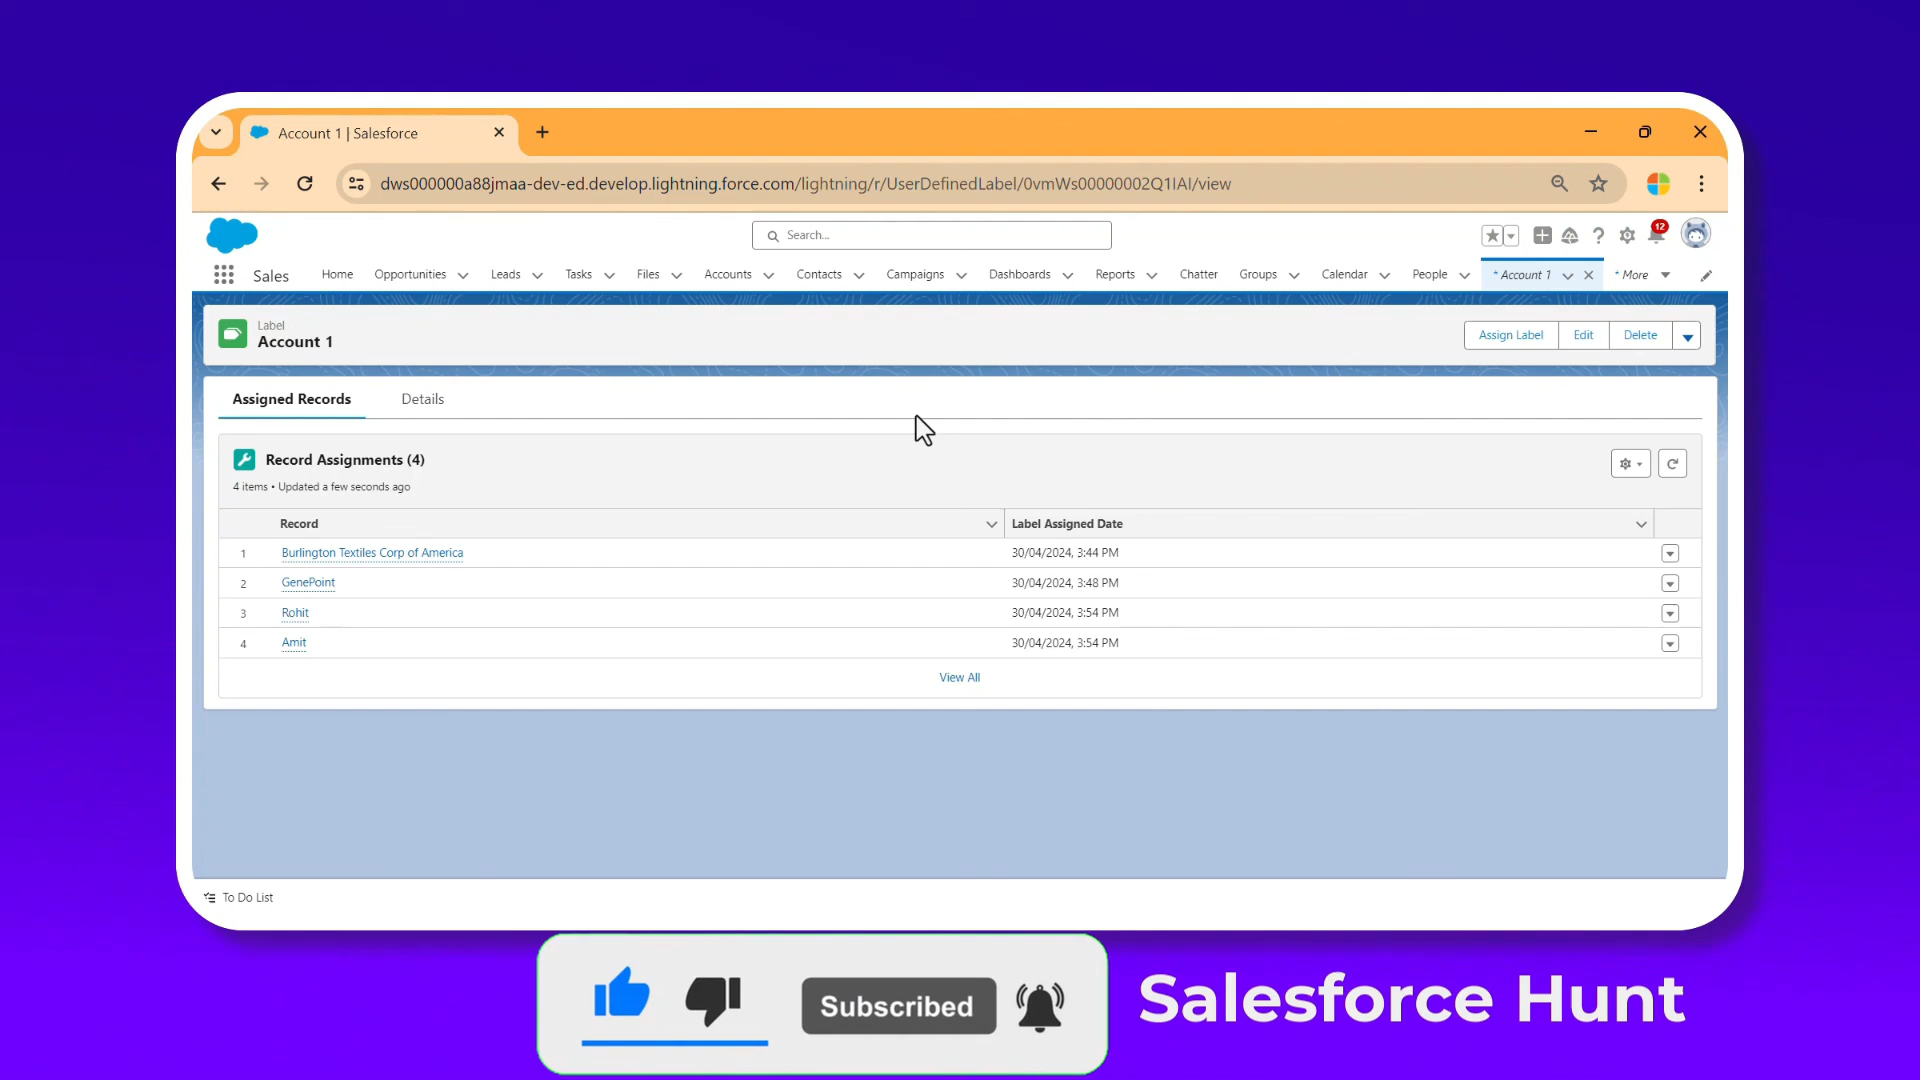 Account 1 | Salesforce
dws000000a88jmaa-dev-ed.develop.lightning.force.com/lightning/r/UserDefinedLabel/0vmWs00000002Q1IAI/view
Search...
12
Sales Home Opportunities Leads Tasks Files Accounts Contacts Campaigns Dashboards Reports Chatter Groups Calendar People * Account 1 * More
Label
Account 1
Assign Label Edit Delete
Assigned Records Details
Record Assignments (4)
4 items • Updated a few seconds ago
Record Label Assigned Date
1 Burlington Textiles Corp of America 30/04/2024, 3:44 PM
2 GenePoint 30/04/2024, 3:48 PM
3 Rohit 30/04/2024, 3:54 PM
4 Amit 30/04/2024, 3:54 PM
View All
To Do List
Subscribed
Salesforce Hunt